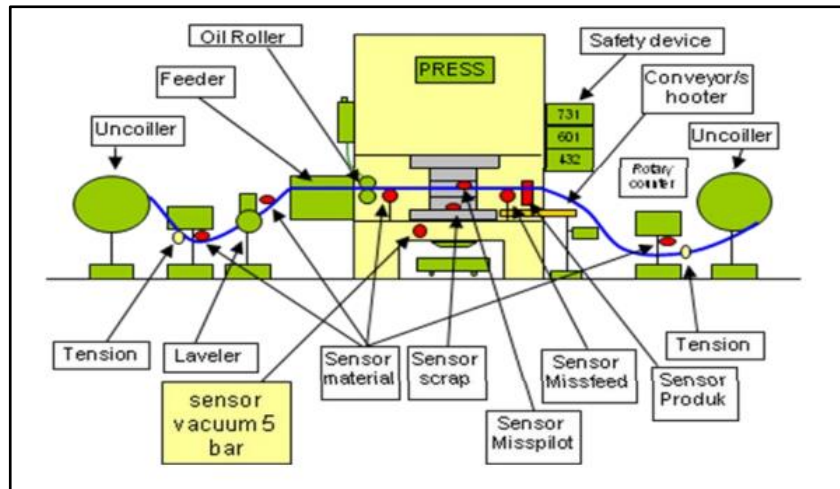 Oil Roller
Safety device
Feeder
PRESS
Conveyor/s
hooter
Uncoiller
731
601
432
Uncoiller
Rotary
counter
Tension
Laveler
Sensor
material
Sensor
scrap
Sensor
Missfeed
Tension
Sensor
Produk
sensor
vacuum 5
bar
Sensor
Misspilot